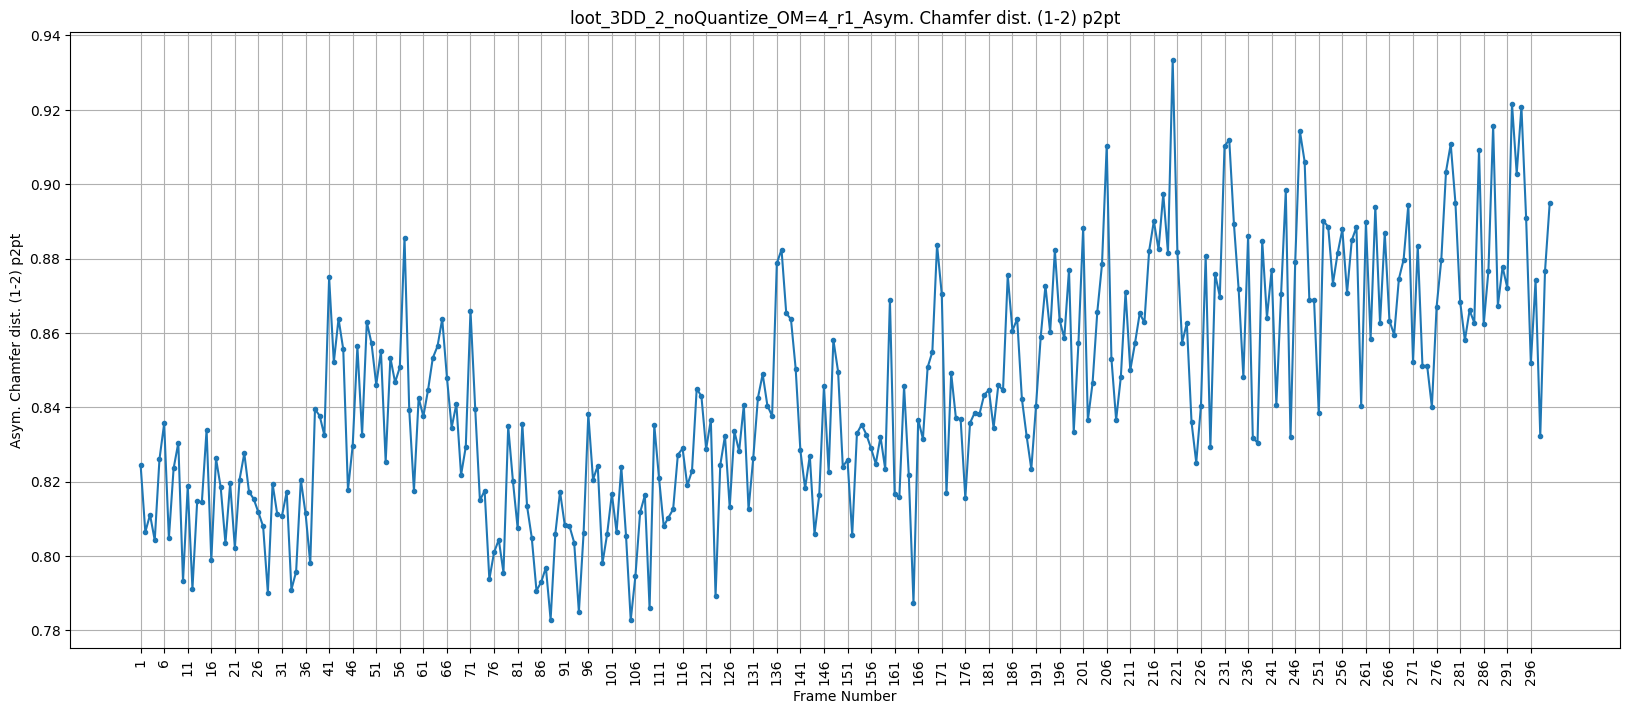 loot_3DD_2_noQuantize_OM=4_r1_Asym. Chamfer dist. (1-2) p2pt
Asym. Chamfer dist. (1-2) p2pt
0.94
0.92
0.90
0.88
0.86
0.84
0.82
0.80
0.78
1 6 11 16 21 26 31 36 41 46 51 56 61 66 71 76 81 86 91 96 101 106 111 116 121 126 131 136 141 146 151 156 161 166 171 176 181 186 191 196 201 206 211 216 221 226 231 236 241 246 251 256 261 266 271 276 281 286 291 296
Frame Number